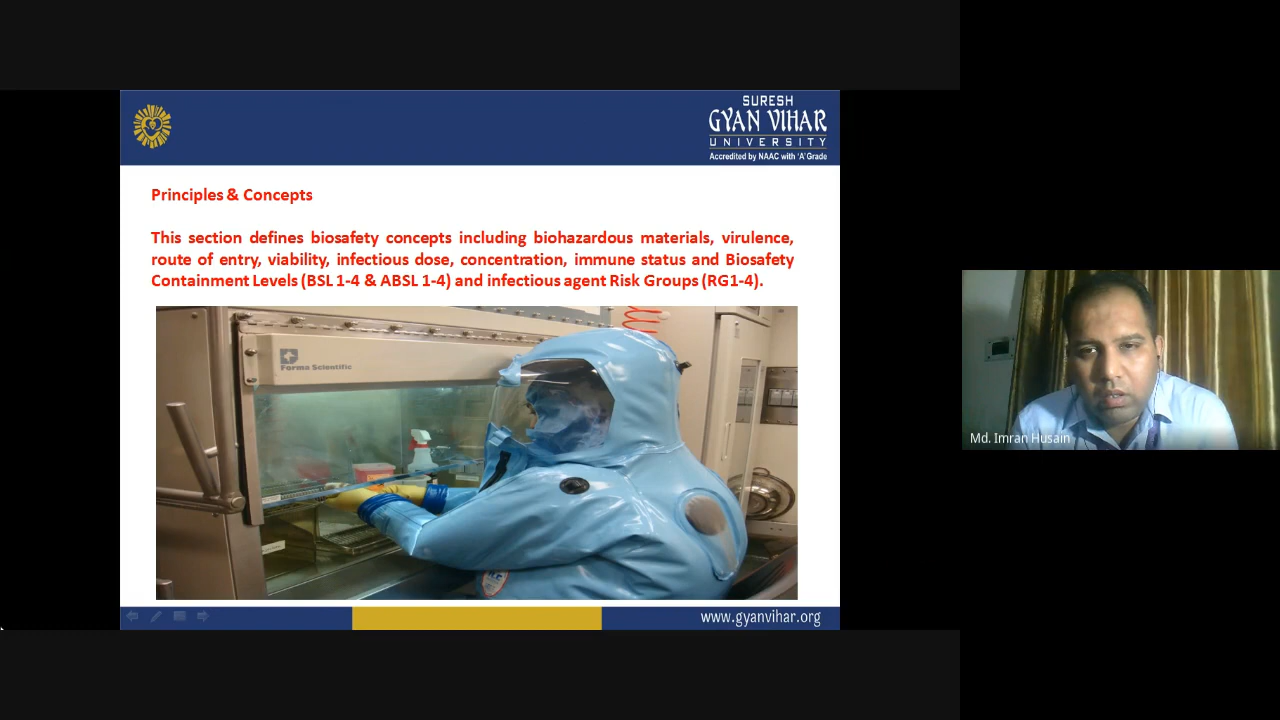 SURESH
GYAN VIHAR
UNIVERSITY
Accredited by NAAC with 'A' Grade
Principles & Concepts
This section defines biosafety concepts including biohazardous materials, virulence,
route of entry, viability, infectious dose, concentration, immune status and Biosafety
Containment Levels (BSL 1-4 & ABSL 1-4) and infectious agent Risk Groups (RG1-4).
Forma Scientific
Md. Imran Husain
www.gyanvihar.org